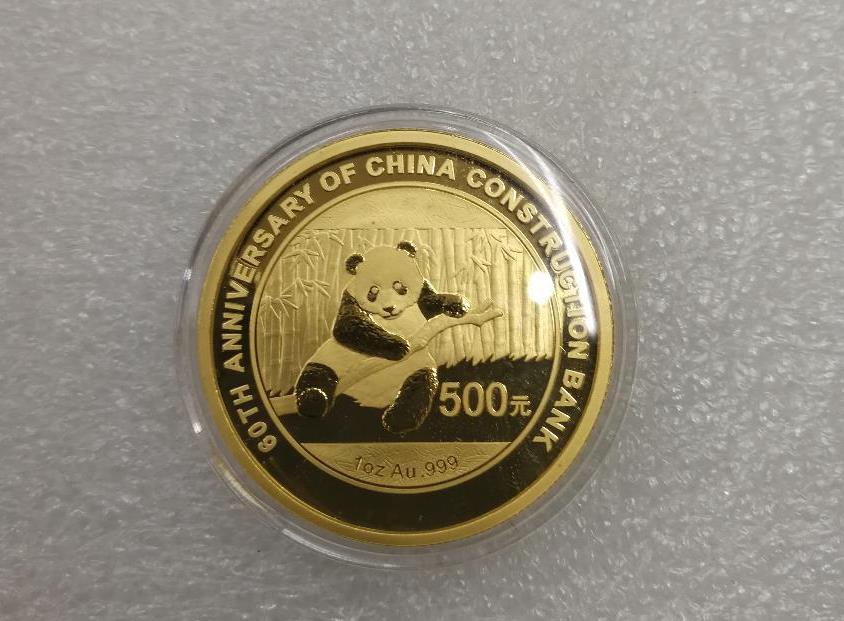 60TH ANNIVERSARY OF CHINA CONSTRUCTION BANK
500元
1oz Au .999